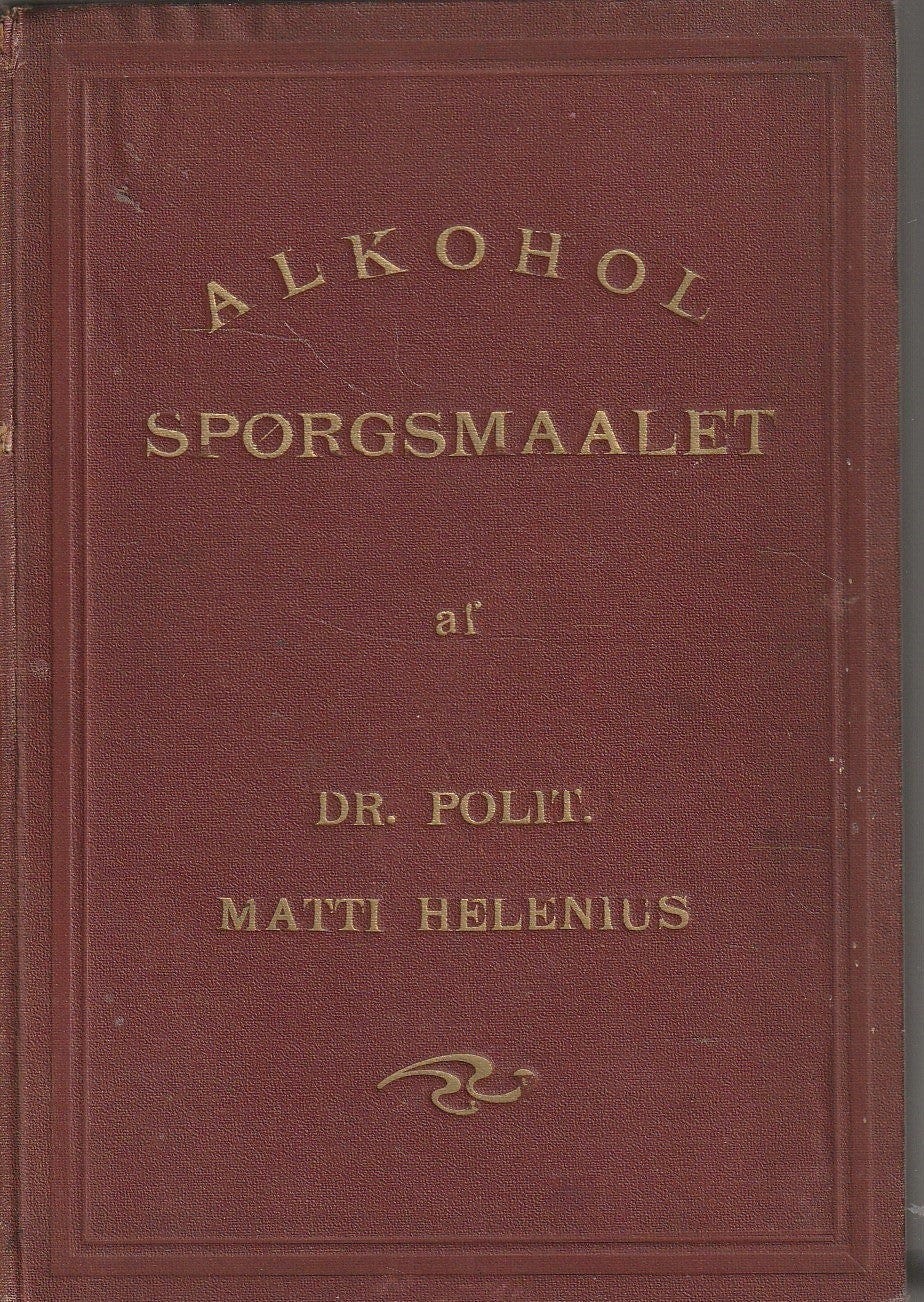 ALKOHOL
SPØRGSMAALET
af
DR. POLIT.
MATTI HELENIUS